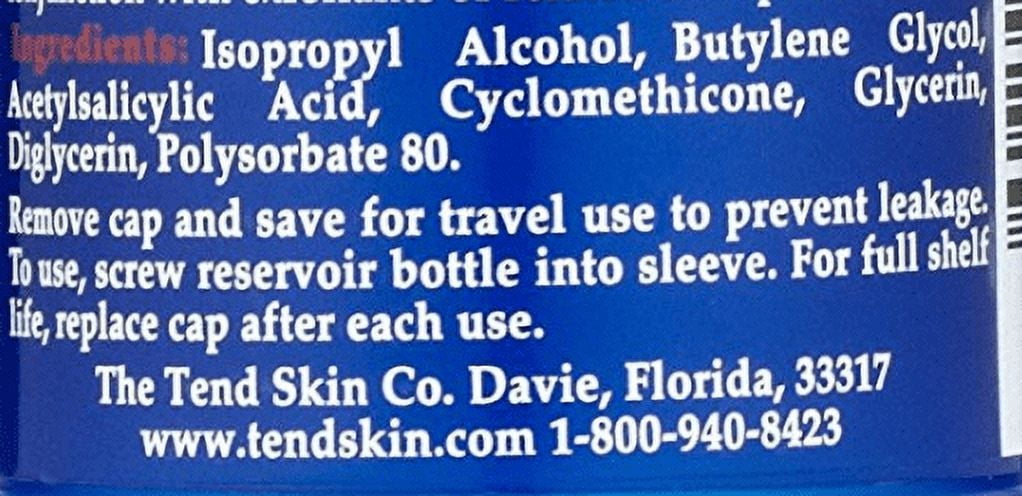 Ingredients: Isopropyl Alcohol, Butylene Glycol,
Acetylsalicylic Acid, Cyclomethicone, Glycerin,
Diglycerin, Polysorbate 80.
Remove cap and save for travel use to prevent leakage.
To use, screw reservoir bottle into sleeve. For full shelf
life, replace cap after each use.
The Tend Skin Co. Davie, Florida, 33317
www.tendskin.com 1-800-940-8423